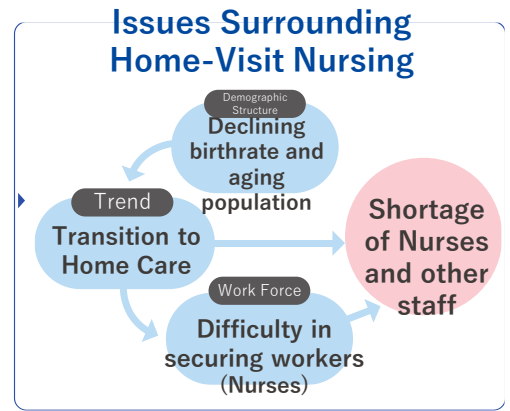 Issues Surrounding
Home-Visit Nursing
Demographic
Structure
Declining
birthrate and
aging
population
Trend
Transition to
Home Care
Shortage
of Nurses
and other
staff
Work Force
Difficulty in
securing workers
(Nurses)